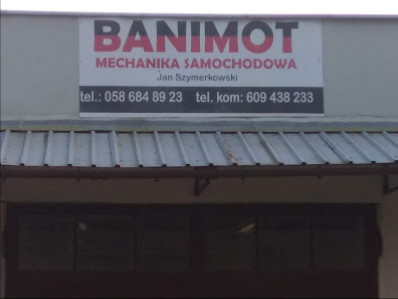 BANIMOT
MECHANIKA SAMOCHODOWA
Jan Szymerkowski
tel.: 058 684 89 23 tel, kom: 609 438 233